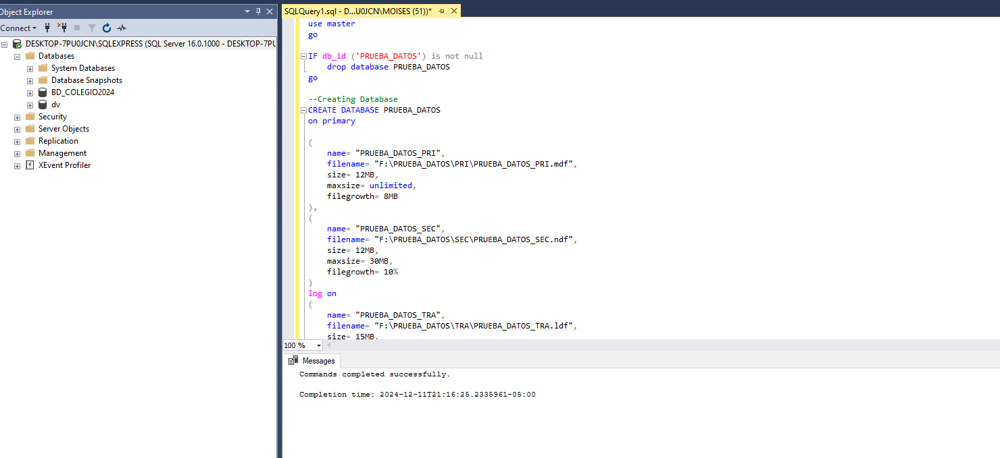 Object Explorer
Connect
DESKTOP-7PU0JCN\SQLEXPRESS (SQL Server 16.0.1000 - DESKTOP-7PU
Databases
System Databases
Database Snapshots
BD_COLEGIO2024
dv
Security
Server Objects
Replication
Management
XEvent Profiler
SQLQuery1.sql - D...U0JCN\MOISES (51))*
use master
go
IF db_id ('PRUEBA_DATOS') is not null
drop database PRUEBA_DATOS
go
--Creating Database
CREATE DATABASE PRUEBA_DATOS
on primary
(
name= "PRUEBA_DATOS_PRI",
filename= "F:\PRUEBA_DATOS\PRI\PRUEBA_DATOS_PRI.mdf",
size= 12MB,
maxsize= unlimited,
filegrowth= 8MB
),
(
name= "PRUEBA_DATOS_SEC",
filename= "F:\PRUEBA_DATOS\SEC\PRUEBA_DATOS_SEC.ndf",
size= 12MB,
maxsize= 30MB,
filegrowth= 10%
)
log on
(
name= "PRUEBA_DATOS_TRA",
filename= "F:\PRUEBA_DATOS\TRA\PRUEBA_DATOS_TRA.ldf",
size= 15MB,
100 %
Messages
Commands completed successfully.
Completion time: 2024-12-11T21:16:25.2335961-05:00